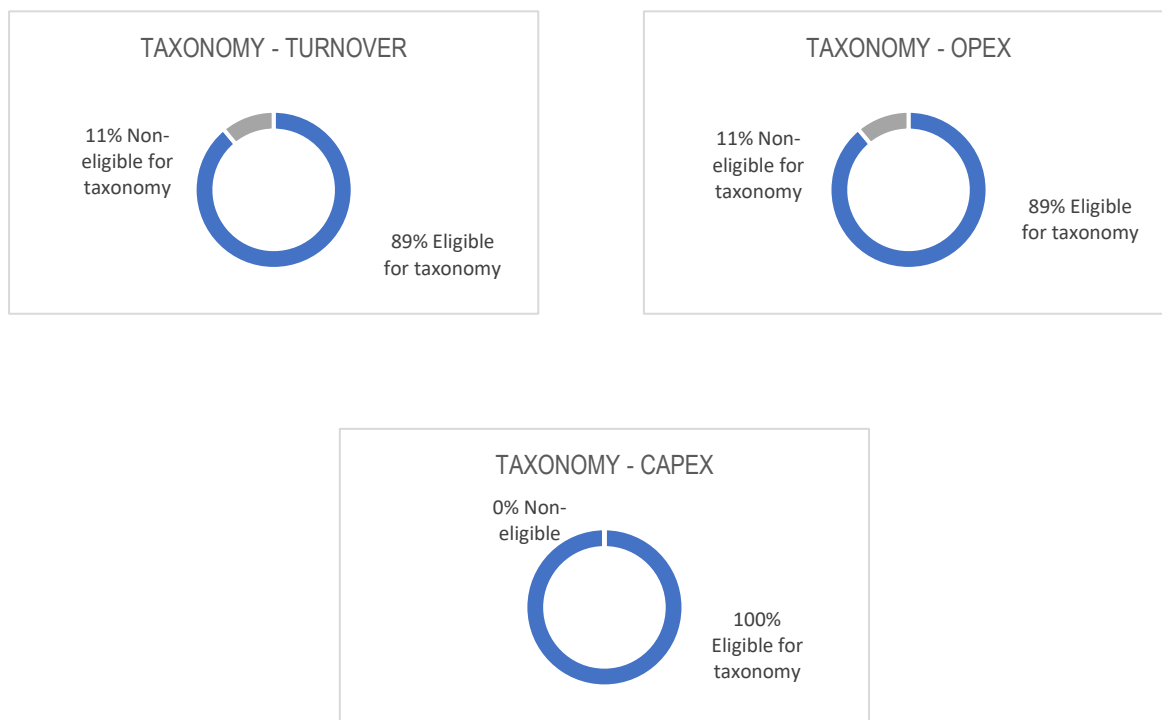 TAXONOMY - TURNOVER
11% Non-
eligible for
taxonomy
89% Eligible
for taxonomy
TAXONOMY - OPEX
11% Non-
eligible for
taxonomy
89% Eligible
for taxonomy
TAXONOMY - CAPEX
0% Non-
eligible
100%
Eligible for
taxonomy